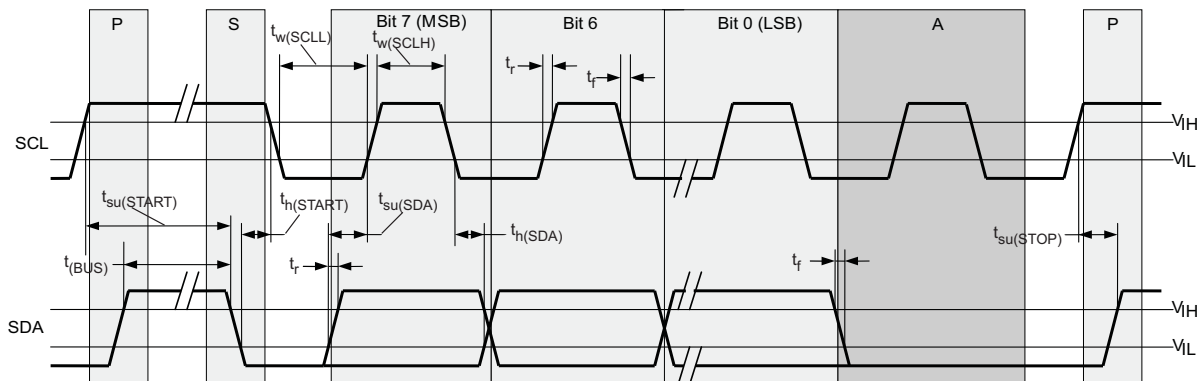 P S Bit 7 (MSB) Bit 6 Bit 0 (LSB) A P
tw(SCLL) tw(SCLH) tr tf
SCL VIH
VIL
tsu(START) th(START) tsu(SDA) th(SDA) tsu(STOP)
t(BUS) tr tf
SDA VIH
VIL